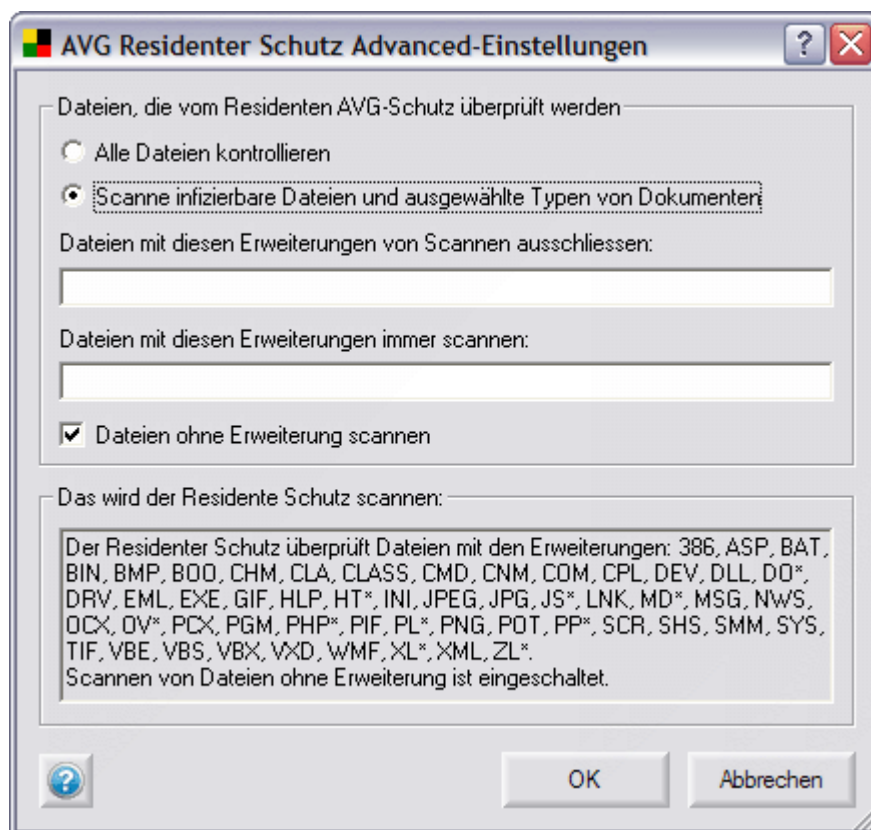 AVG Residenter Schutz Advanced-Einstellungen
Dateien, die vom Residenten AVG-Schutz überprüft werden
Alle Dateien kontrollieren
Scanne infizierbare Dateien und ausgewählte Typen von Dokumenten
Dateien mit diesen Erweiterungen von Scannen ausschliessen:
Dateien mit diesen Erweiterungen immer scannen:
Dateien ohne Erweiterung scannen
Das wird der Residente Schutz scannen:
Der Residenter Schutz überprüft Dateien mit den Erweiterungen: 386, ASP, BAT,
BIN, BMP, BOO, CHM, CLA, CLASS, CMD, CNM, COM, CPL, DEV, DLL, DO*,
DRV, EML, EXE, GIF, HLP, HT*, INI, JPEG, JPG, JS*, LNK, MD*, MSG, NWS,
OCX, OV*, PCX, PGM, PHP*, PIF, PL*, PNG, POT, PP*, SCR, SHS, SMM, SYS,
TIF, VBE, VBS, VBX, VXD, WMF, XL*, XML, ZL*.
Scannen von Dateien ohne Erweiterung ist eingeschaltet.
OK
Abbrechen